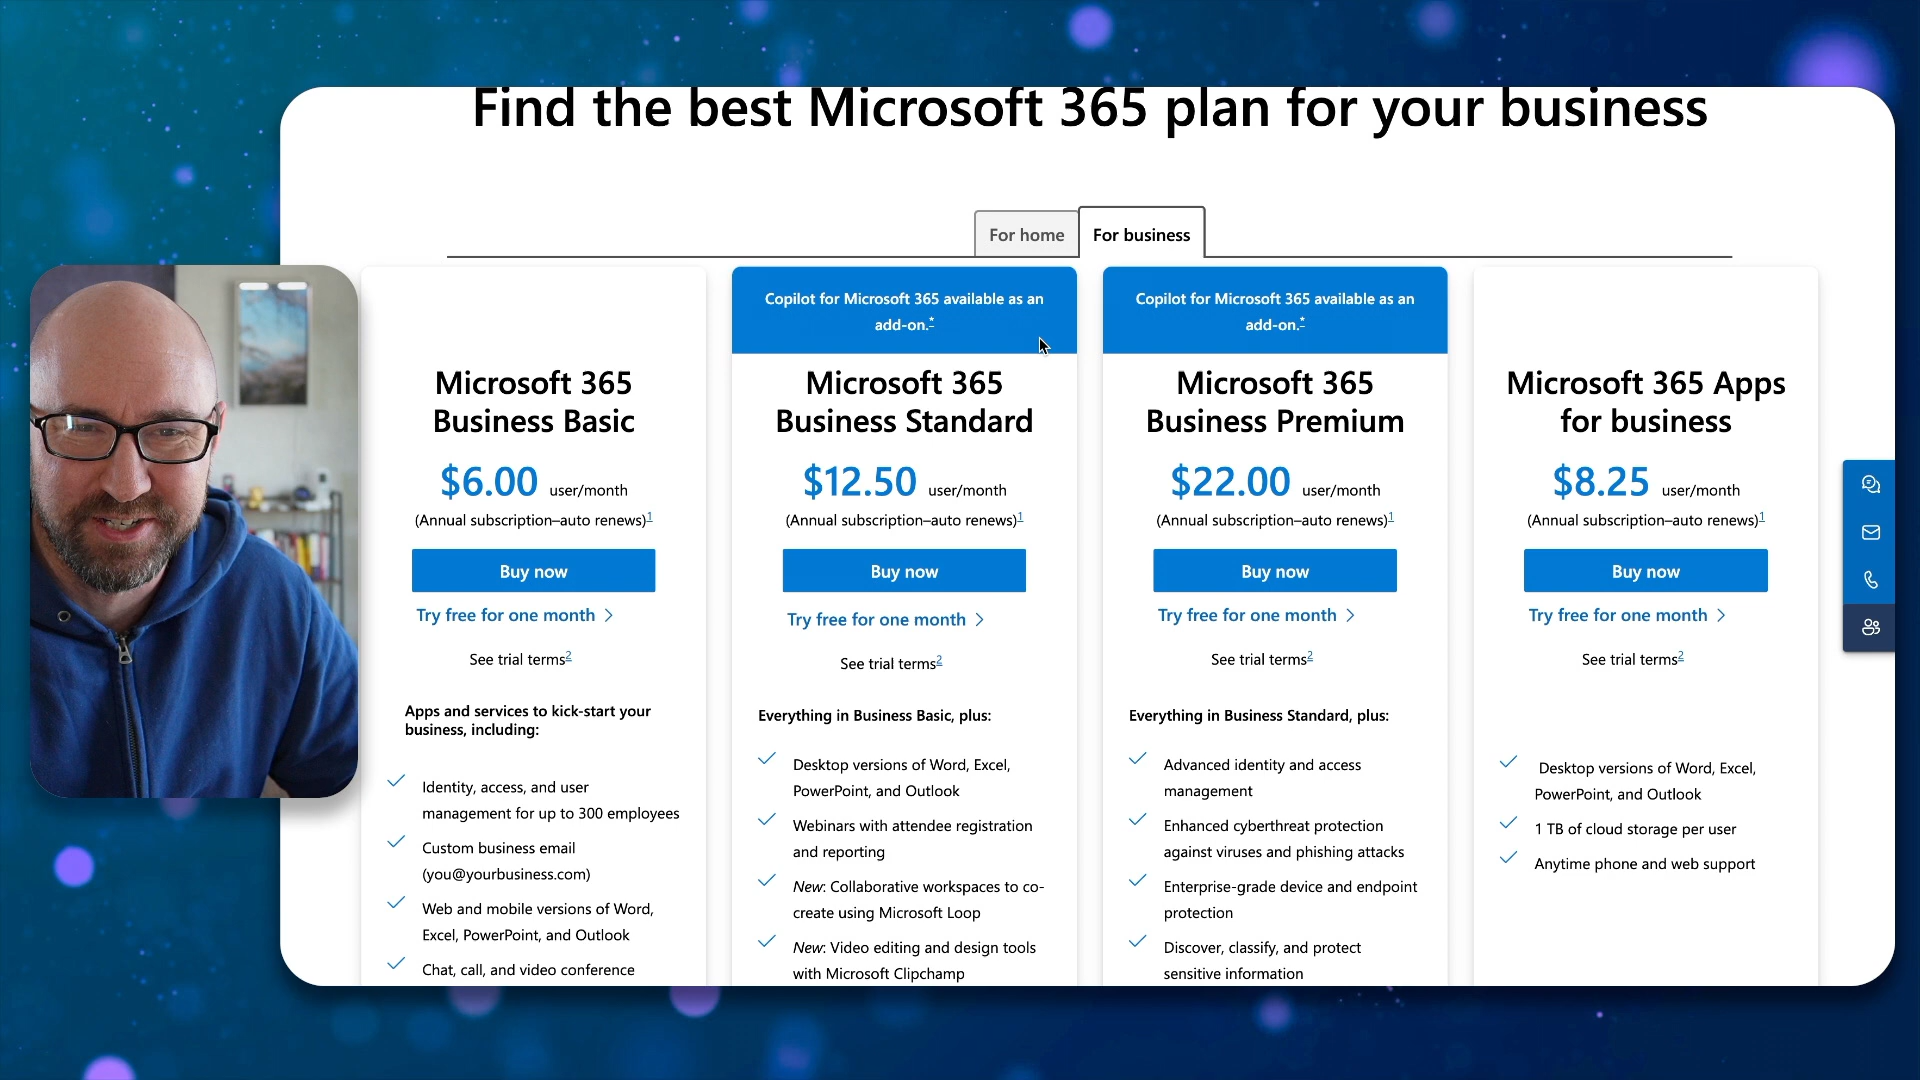 Find the best Microsoft 365 plan for your business
For home
For business
Copilot for Microsoft 365 available as an
add-on.*
Copilot for Microsoft 365 available as an
add-on.*
Microsoft 365
Business Basic
$6.00 user/month
(Annual subscription–auto renews)1
Buy now
Try free for one month
See trial terms2
Apps and services to kick-start your
business, including:
Identity, access, and user
management for up to 300 employees
Custom business email
(you@yourbusiness.com)
Web and mobile versions of Word,
Excel, PowerPoint, and Outlook
Chat, call, and video conference
Microsoft 365
Business Standard
$12.50 user/month
(Annual subscription–auto renews)1
Buy now
Try free for one month
See trial terms2
Everything in Business Basic, plus:
Desktop versions of Word, Excel,
PowerPoint, and Outlook
Webinars with attendee registration
and reporting
New: Collaborative workspaces to co-
create using Microsoft Loop
New: Video editing and design tools
with Microsoft Clipchamp
Microsoft 365
Business Premium
$22.00 user/month
(Annual subscription–auto renews)1
Buy now
Try free for one month
See trial terms2
Everything in Business Standard, plus:
Advanced identity and access
management
Enhanced cyberthreat protection
against viruses and phishing attacks
Enterprise-grade device and endpoint
protection
Discover, classify, and protect
sensitive information
Microsoft 365 Apps
for business
$8.25 user/month
(Annual subscription–auto renews)1
Buy now
Try free for one month
See trial terms2
Desktop versions of Word, Excel,
PowerPoint, and Outlook
1 TB of cloud storage per user
Anytime phone and web support